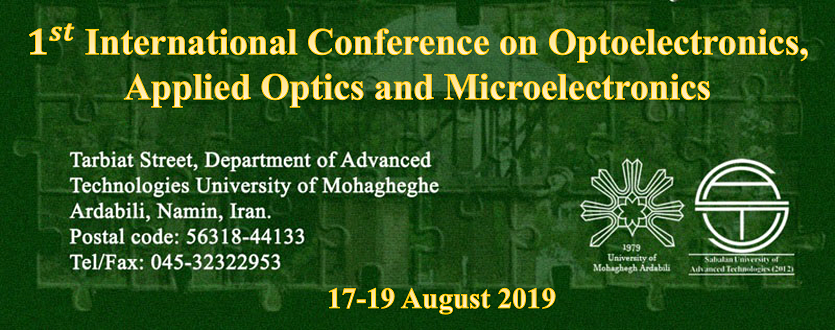 1st International Conference on Optoelectronics,
Applied Optics and Microelectronics
Tarbiat Street, Department of Advanced
Technologies University of Mohagheghe
Ardabili, Namin, Iran.
Postal code: 56318-44133
Tel/Fax: 045-32322953
1979
University of
Mohaghegh Ardabili
Sabalan University of
Advanced Technologies (2012)
17-19 August 2019